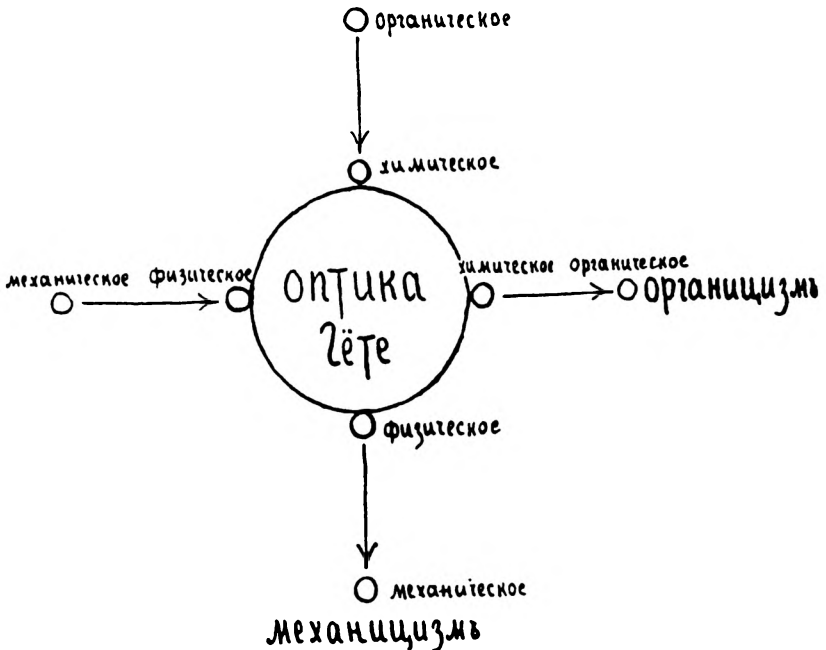 органическое
химическое
механическое физическое
химическое органическое
оптика
Гёте
органицизмъ
физическое
механическое
механицизмъ